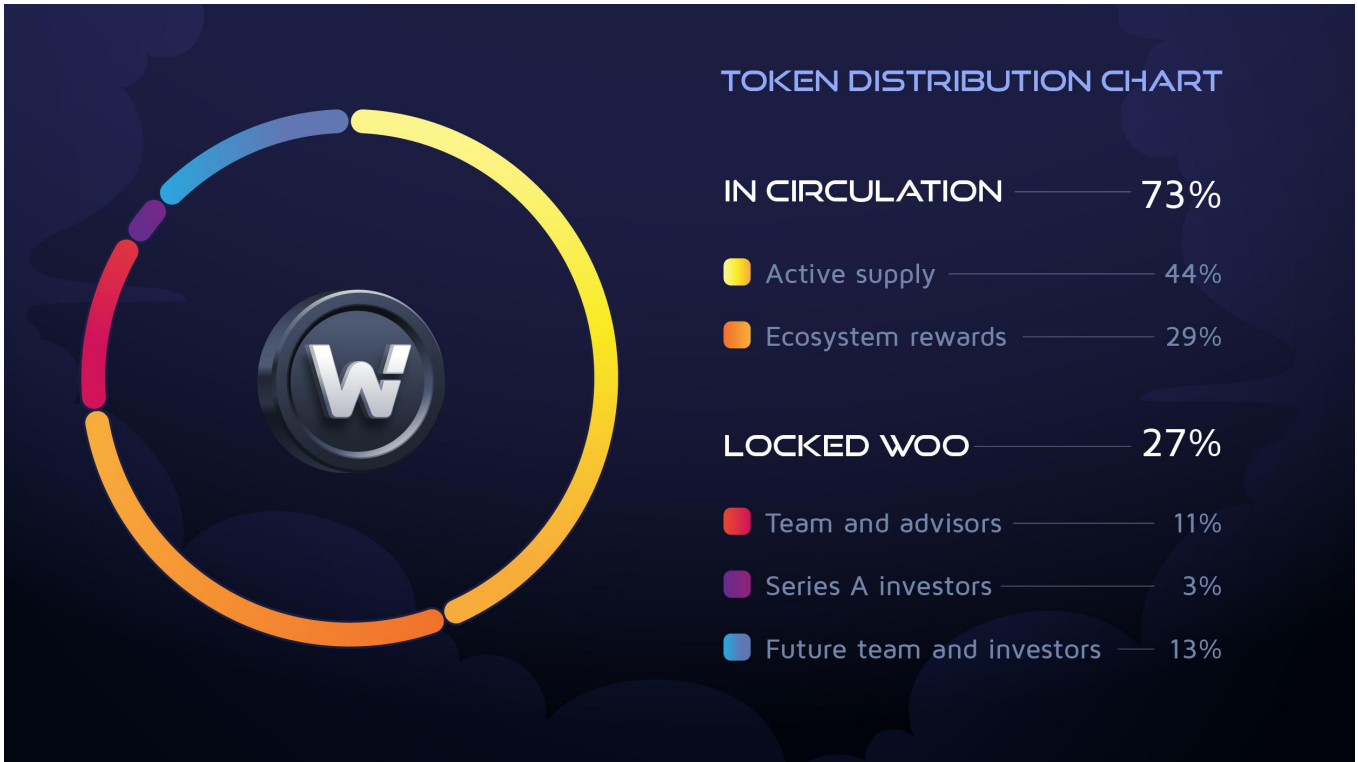 TOKEN DISTRIBUTION CHART
IN CIRCULATION 73%
Active supply 44%
Ecosystem rewards 29%
LOCKED WOO 27%
Team and advisors 11%
Series A investors 3%
Future team and investors 13%